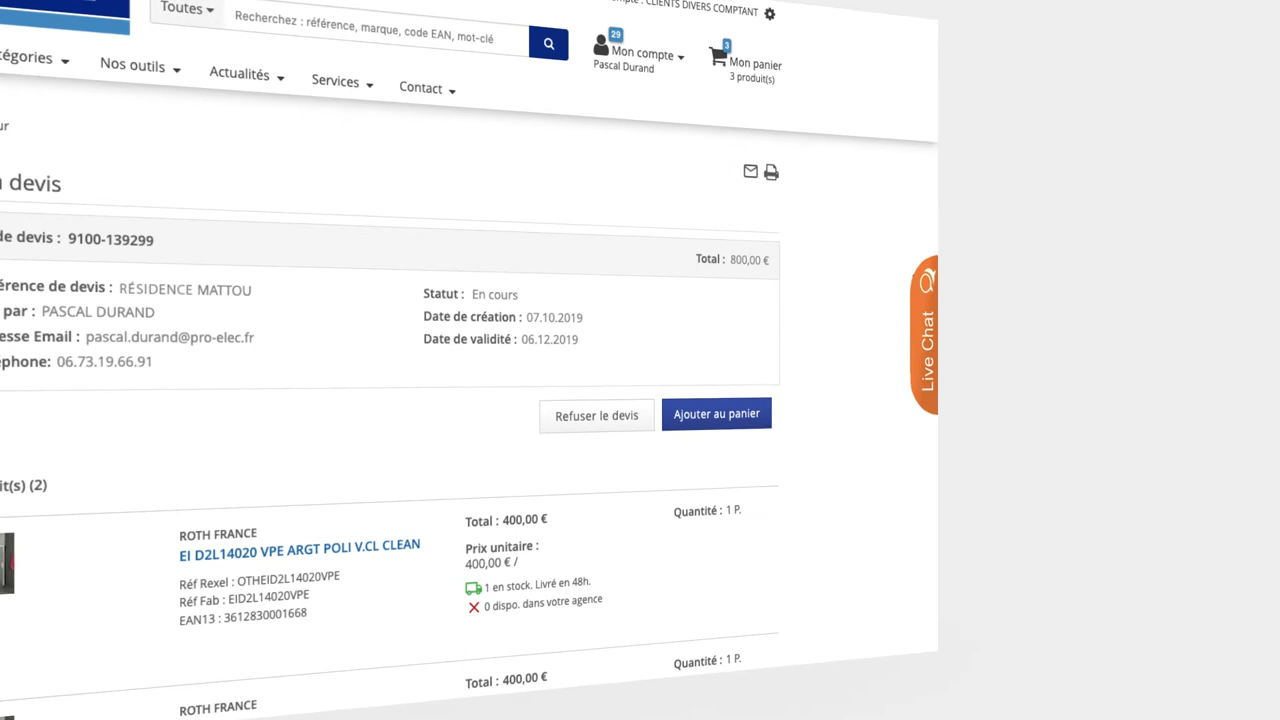 mpte : CLIENTS DIVERS COMPTANT
Toutes
Recherchez : référence, marque, code EAN, mot-clé
29
Mon compte
Pascal Durand
3
Mon panier
3 produit(s)
tégories
Nos outils
Actualités
Services
Contact
ur
devis
de devis : 9100-139299
Total : 800,00 €
érence de devis : RÉSIDENCE MATTOU
par : PASCAL DURAND
esse Email : pascal.durand@pro-elec.fr
éphone: 06.73.19.66.91
Statut : En cours
Date de création : 07.10.2019
Date de validité : 06.12.2019
Refuser le devis
Ajouter au panier
Live Chat
it(s) (2)
ROTH FRANCE
EI D2L14020 VPE ARGT POLI V.CL CLEAN
Réf Rexel : OTHEID2L14020VPE
Réf Fab : EID2L14020VPE
EAN13 : 3612830001668
Total : 400,00 €
Prix unitaire :
400,00 € /
1 en stock. Livré en 48h.
0 dispo. dans votre agence
Quantité : 1 P.
ROTH FRANCE
Total : 400,00 €
Quantité : 1 P.